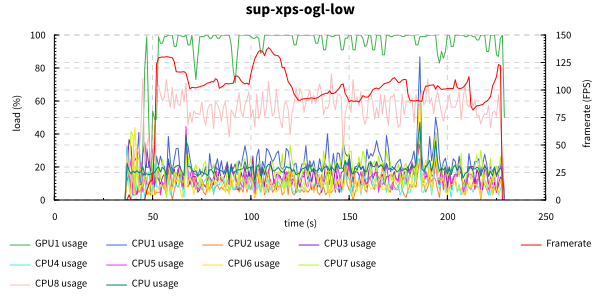 sup-xps-ogl-low
100 150
80 125
60 100
40 75
20 50
0 25
0
load (%)
framerate (FPS)
0 50 100 150 200 250
time (s)
GPU1 usage CPU1 usage CPU2 usage CPU3 usage Framerate
CPU4 usage CPU5 usage CPU6 usage CPU7 usage
CPU8 usage CPU usage